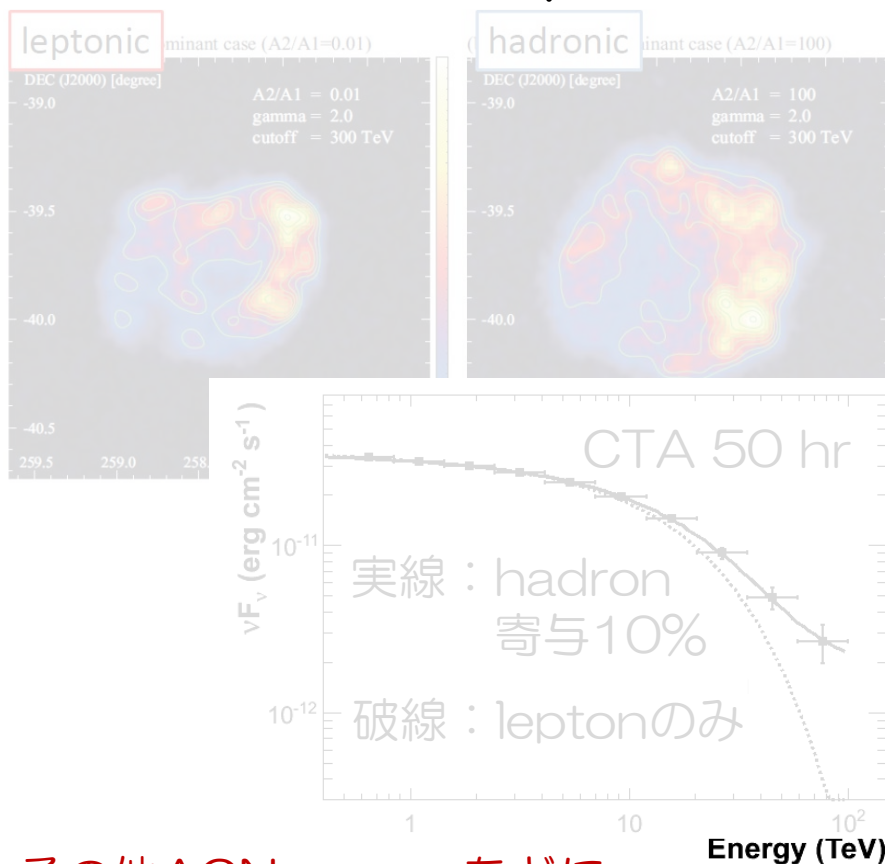 leptonic
minant case (A2/A1=0.01)
DEC (J2000) [degree]
A2/A1 = 0.01
gamma = 2.0
cutoff = 300 TeV
-39.0
-39.5
-40.0
-40.5
259.5 259.0 258.
hadronic
inant case (A2/A1=100)
DEC (J2000) [degree]
A2/A1 = 100
gamma = 2.0
cutoff = 300 TeV
-39.0
-39.5
-40.0
CTA 50 hr
νFν (erg cm-2 s-1)
10-11
10-12
実線:hadron
寄与10%
破線:leptonのみ
1 10 10²
Energy (TeV)